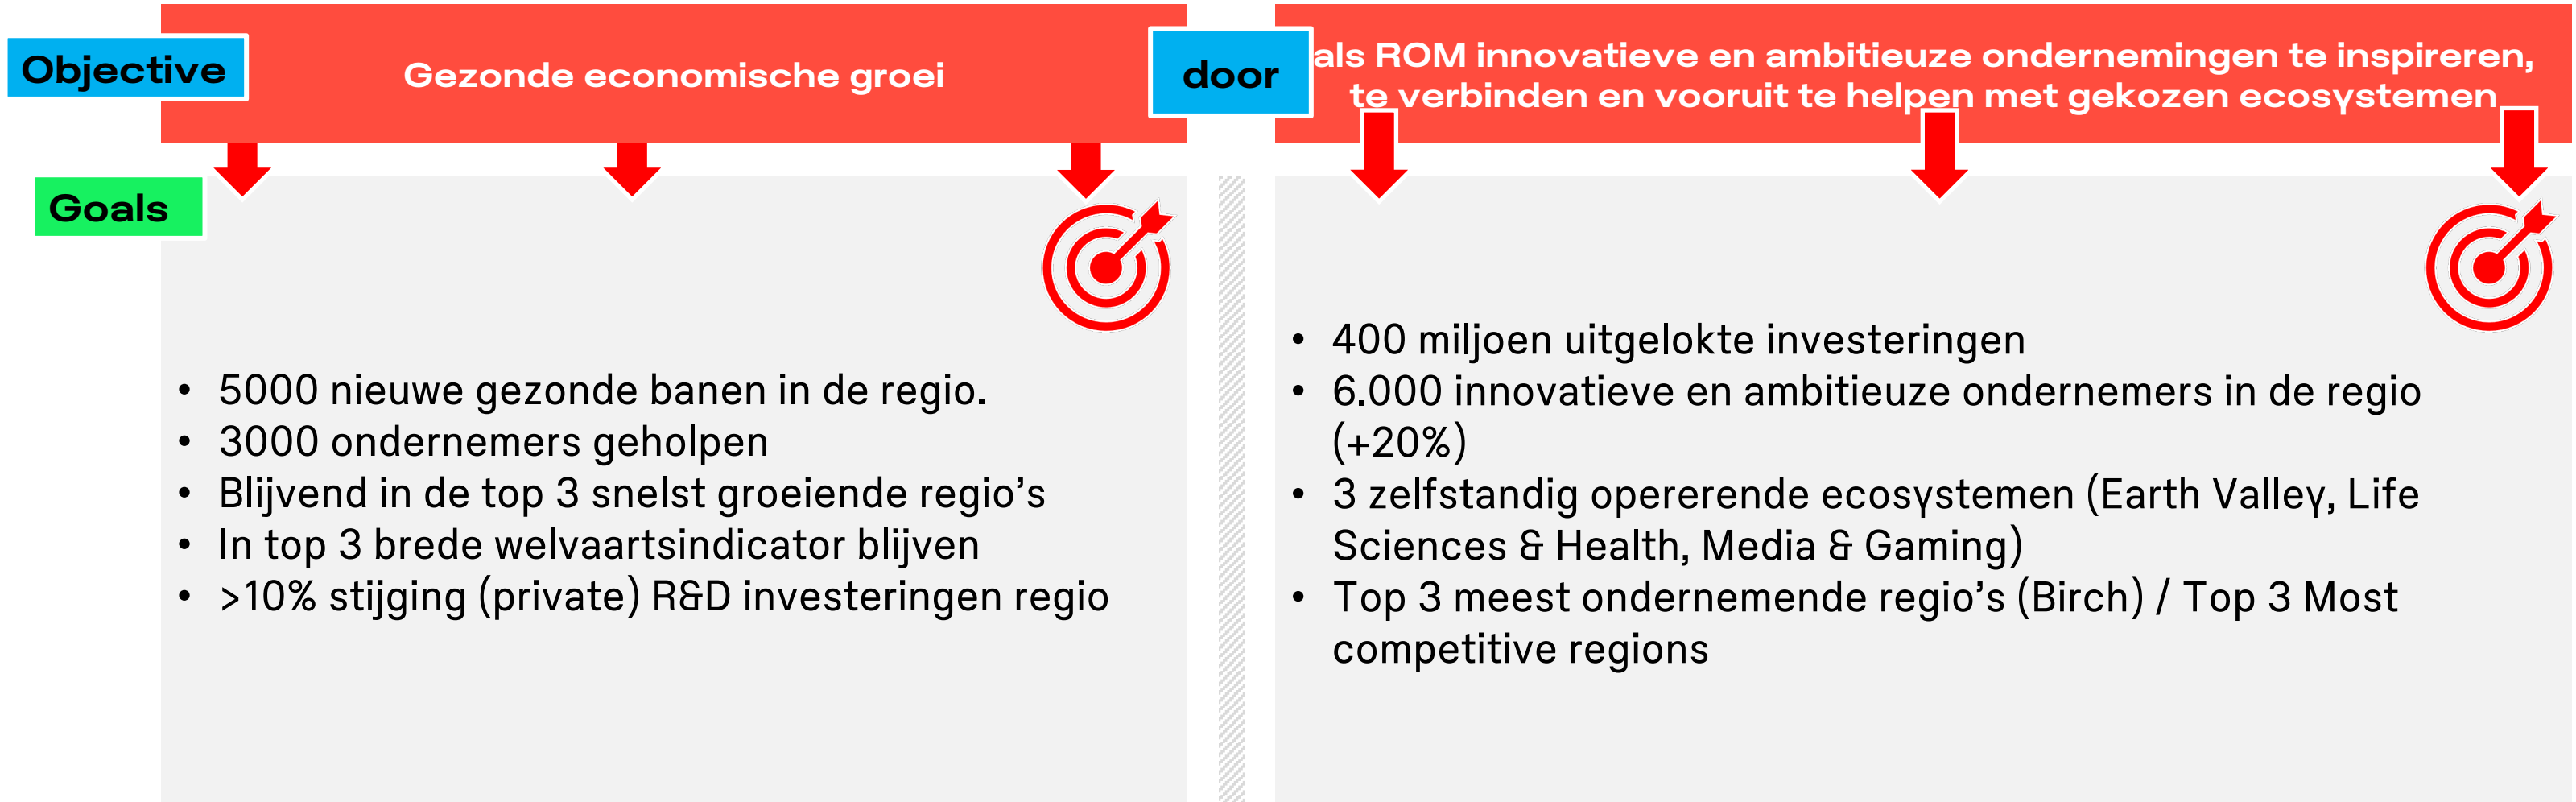 Objective
Gezonde economische groei
door
als ROM innovatieve en ambitieuze ondernemingen te inspireren,
te verbinden en vooruit te helpen met gekozen ecosystemen
Goals
• 5000 nieuwe gezonde banen in de regio.
• 3000 ondernemers geholpen
• Blijvend in de top 3 snelst groeiende regio’s
• In top 3 brede welvaartsindicator blijven
• >10% stijging (private) R&D investeringen regio
• 400 miljoen uitgelokte investeringen
• 6.000 innovatieve en ambitieuze ondernemers in de regio
(+20%)
• 3 zelfstandig opererende ecosystemen (Earth Valley, Life
Sciences & Health, Media & Gaming)
• Top 3 meest ondernemende regio’s (Birch) / Top 3 Most
competitive regions